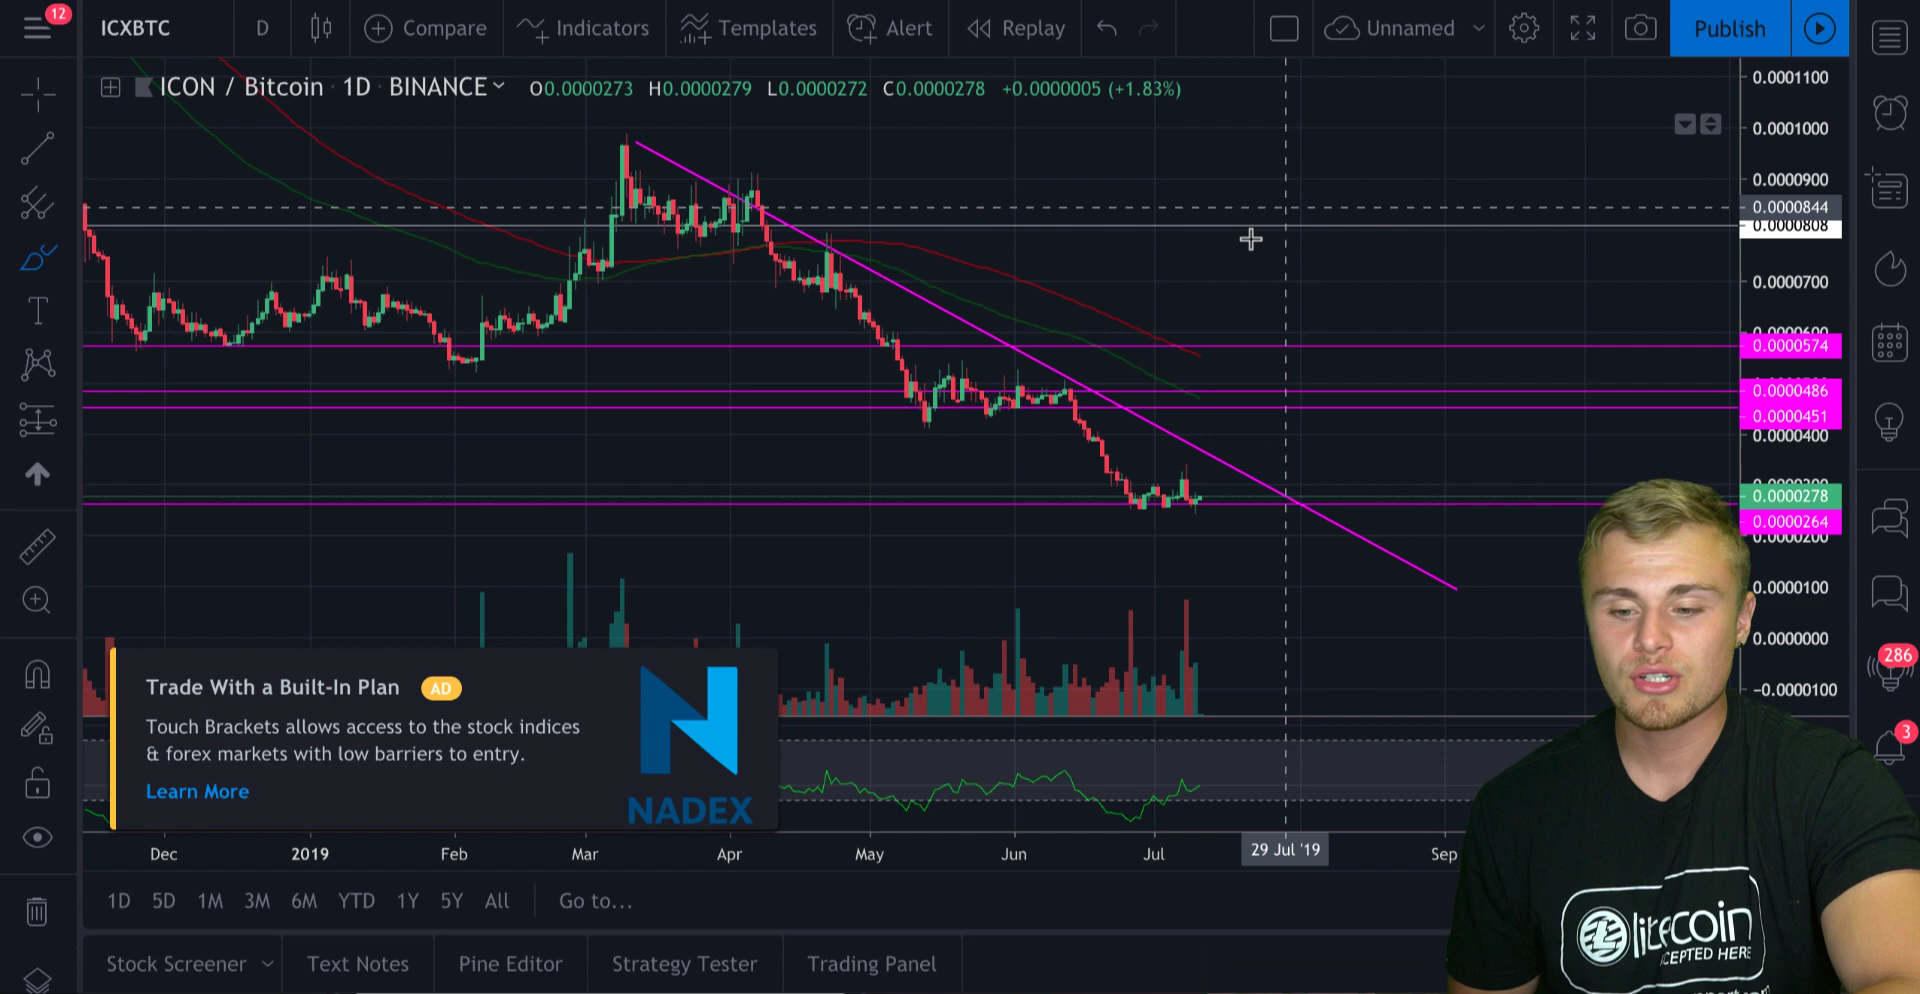 12
ICXBTC
D
Compare
Indicators
Templates
Alert
Replay
Unnamed
Publish
ICON / Bitcoin · 1D · BINANCE
O0.0000273 H0.0000279 L0.0000272 C0.0000278 +0.0000005 (+1.83%)
0.0001100
0.0001000
0.0000900
0.0000844
0.0000808
0.0000700
0.0000600
0.0000574
0.0000486
0.0000451
0.0000400
0.0000278
0.0000264
0.0000200
0.0000100
0.0000000
−0.0000100
286
3
Trade With a Built-In Plan AD
Touch Brackets allows access to the stock indices
& forex markets with low barriers to entry.
Learn More
NADEX
Dec 2019 Feb Mar Apr May Jun Jul 29 Jul '19 Sep
1D 5D 1M 3M 6M YTD 1Y 5Y All Go to...
Stock Screener Text Notes Pine Editor Strategy Tester Trading Panel
litecoin
CEPTED HERE